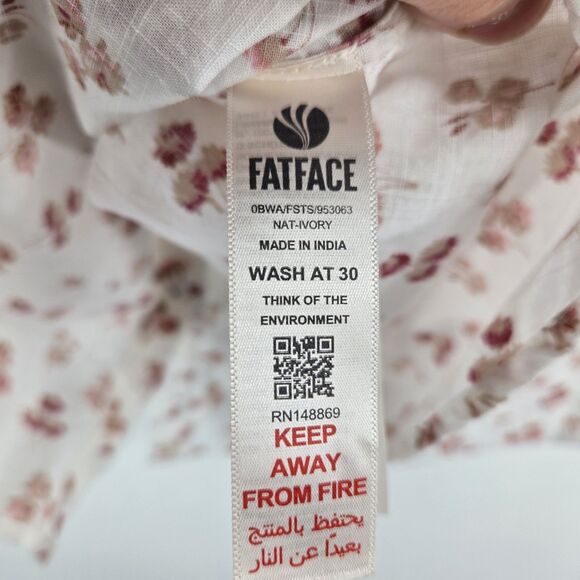 FATFACE
0BWA/FSTS/953063
NAT-IVORY
MADE IN INDIA
WASH AT 30
THINK OF THE
ENVIRONMENT
RN148869
KEEP
AWAY
FROM FIRE
يحتفظ بالمنتج
بعيدًا عن النار